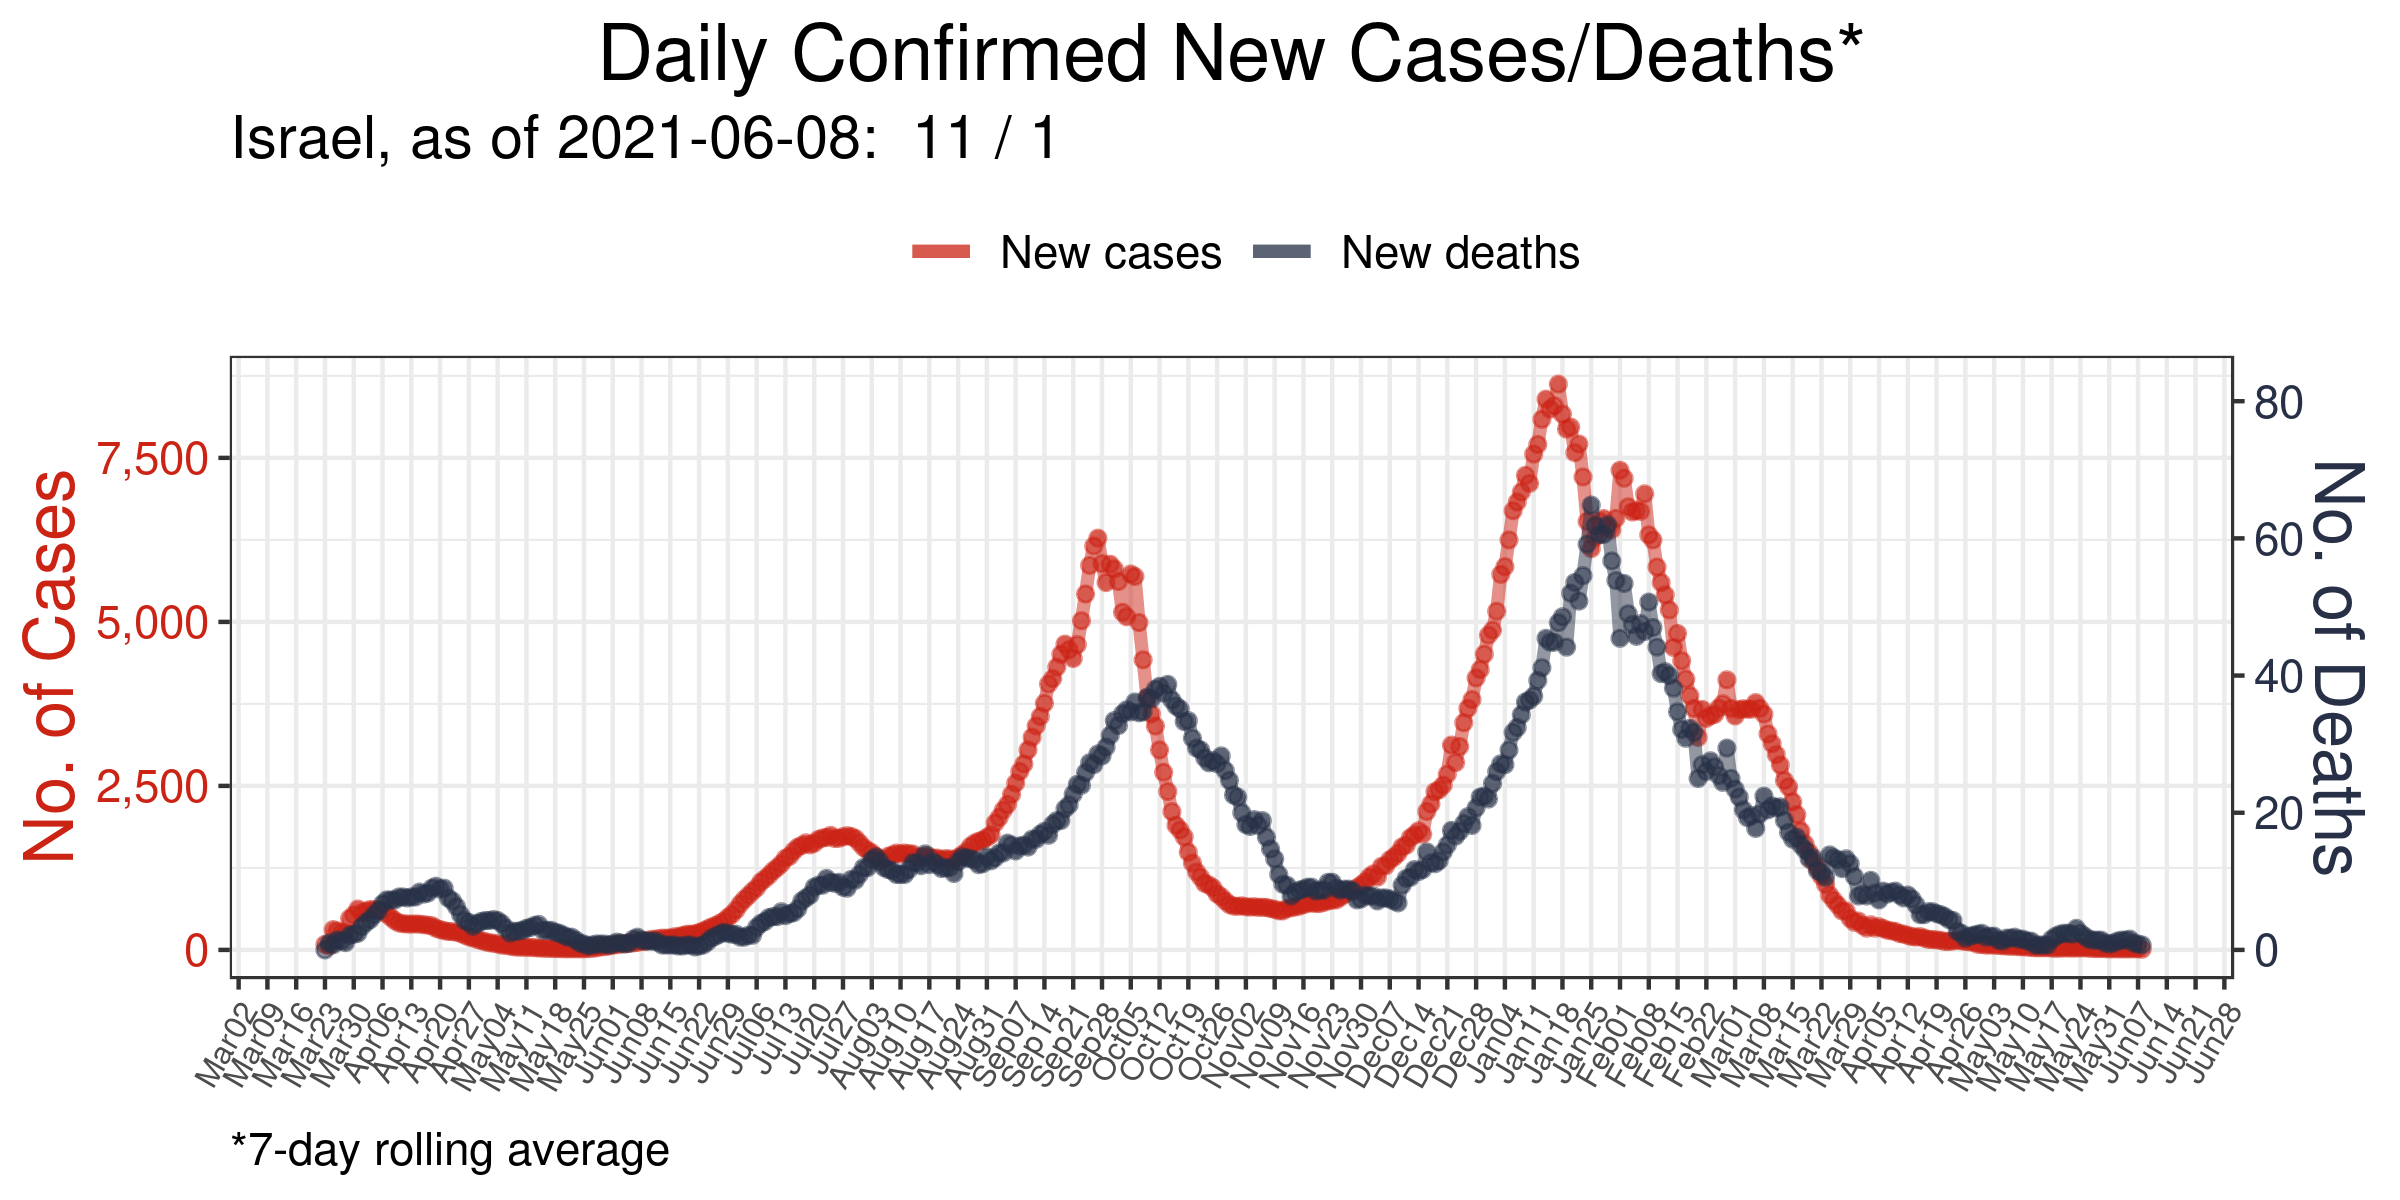 Daily Confirmed New Cases/Deaths*
Israel, as of 2021-06-08:  11 / 1
New cases
New deaths
No. of Cases
7,500
5,000
2,500
0
80
60
40
20
0
No. of Deaths
Mar02
Mar09
Mar16
Mar23
Mar30
Apr06
Apr13
Apr20
Apr27
May04
May11
May18
May25
Jun01
Jun08
Jun15
Jun22
Jun29
Jul06
Jul13
Jul20
Jul27
Aug03
Aug10
Aug17
Aug24
Aug31
Sep07
Sep14
Sep21
Sep28
Oct05
Oct12
Oct19
Oct26
Nov02
Nov09
Nov16
Nov23
Nov30
Dec07
Dec14
Dec21
Dec28
Jan04
Jan11
Jan18
Jan25
Feb01
Feb08
Feb15
Feb22
Mar01
Mar08
Mar15
Mar22
Mar29
Apr05
Apr12
Apr19
Apr26
May03
May10
May17
May24
May31
Jun07
Jun14
Jun21
Jun28
*7-day rolling average